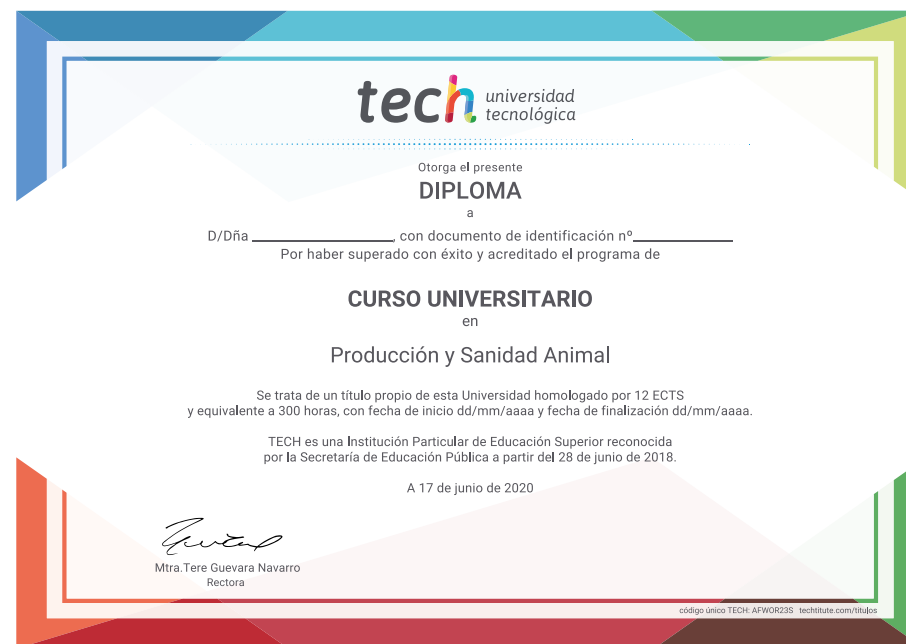 tech universidad
tecnológica
Otorga el presente
DIPLOMA
a
D/Dña ____________, con documento de identificación nº____________
Por haber superado con éxito y acreditado el programa de
CURSO UNIVERSITARIO
en
Producción y Sanidad Animal
Se trata de un título propio de esta Universidad homologado por 12 ECTS
y equivalente a 300 horas, con fecha de inicio dd/mm/aaaa y fecha de finalización dd/mm/aaaa.
TECH es una Institución Particular de Educación Superior reconocida
por la Secretaría de Educación Pública a partir del 28 de junio de 2018.
A 17 de junio de 2020
Mtra.Tere Guevara Navarro
Rectora
código único TECH: AFWOR23S techtitute.com/titulos